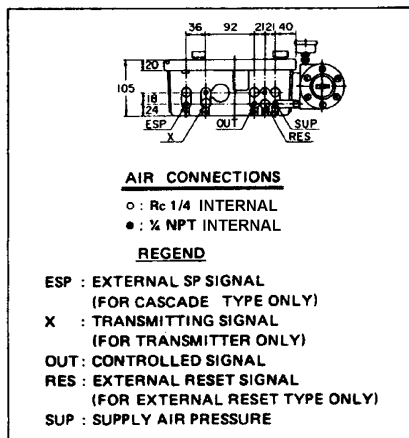 36 92 21 21 40
20
105
18
24
ESP OUT SUP
X RES
AIR CONNECTIONS
○ : Rc 1/4 INTERNAL
● : ¼ NPT INTERNAL
REGEND
ESP : EXTERNAL SP SIGNAL
(FOR CASCADE TYPE ONLY)
X : TRANSMITTING SIGNAL
(FOR TRANSMITTER ONLY)
OUT : CONTROLLED SIGNAL
RES : EXTERNAL RESET SIGNAL
(FOR EXTERNAL RESET TYPE ONLY)
SUP : SUPPLY AIR PRESSURE